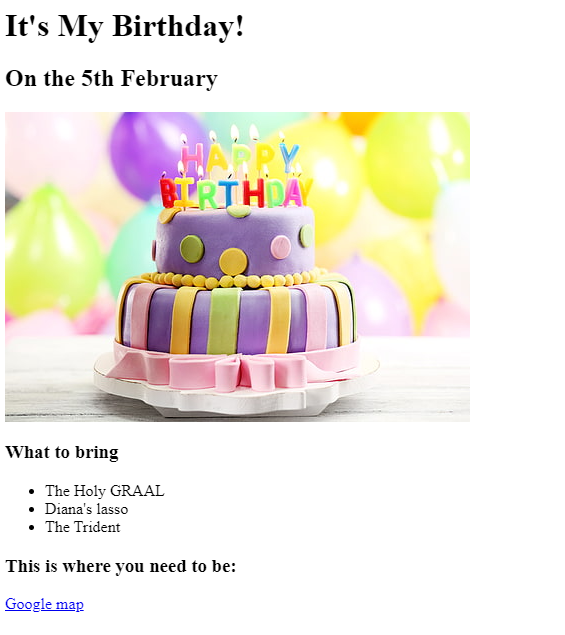 It's My Birthday!
On the 5th February
HAPPY
BIRTHDAY
What to bring
The Holy GRAAL
Diana's lasso
The Trident
This is where you need to be:
Google map